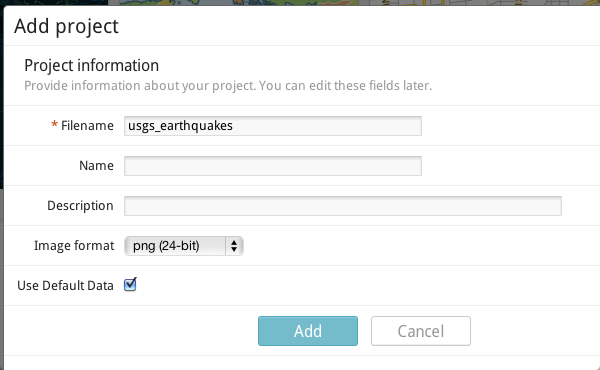 Add project
Project information
Provide information about your project. You can edit these fields later.
* Filename usgs_earthquakes
Name
Description
Image format png (24-bit)
Use Default Data
Add Cancel